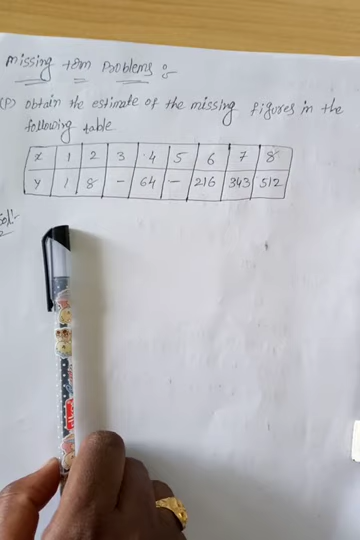 Missing term Problems :-
(P) Obtain the estimate of the missing figures in the
following table
x 1 2 3 4 5 6 7 8
y 1 8 - 64 - 216 343 512
Sol:-